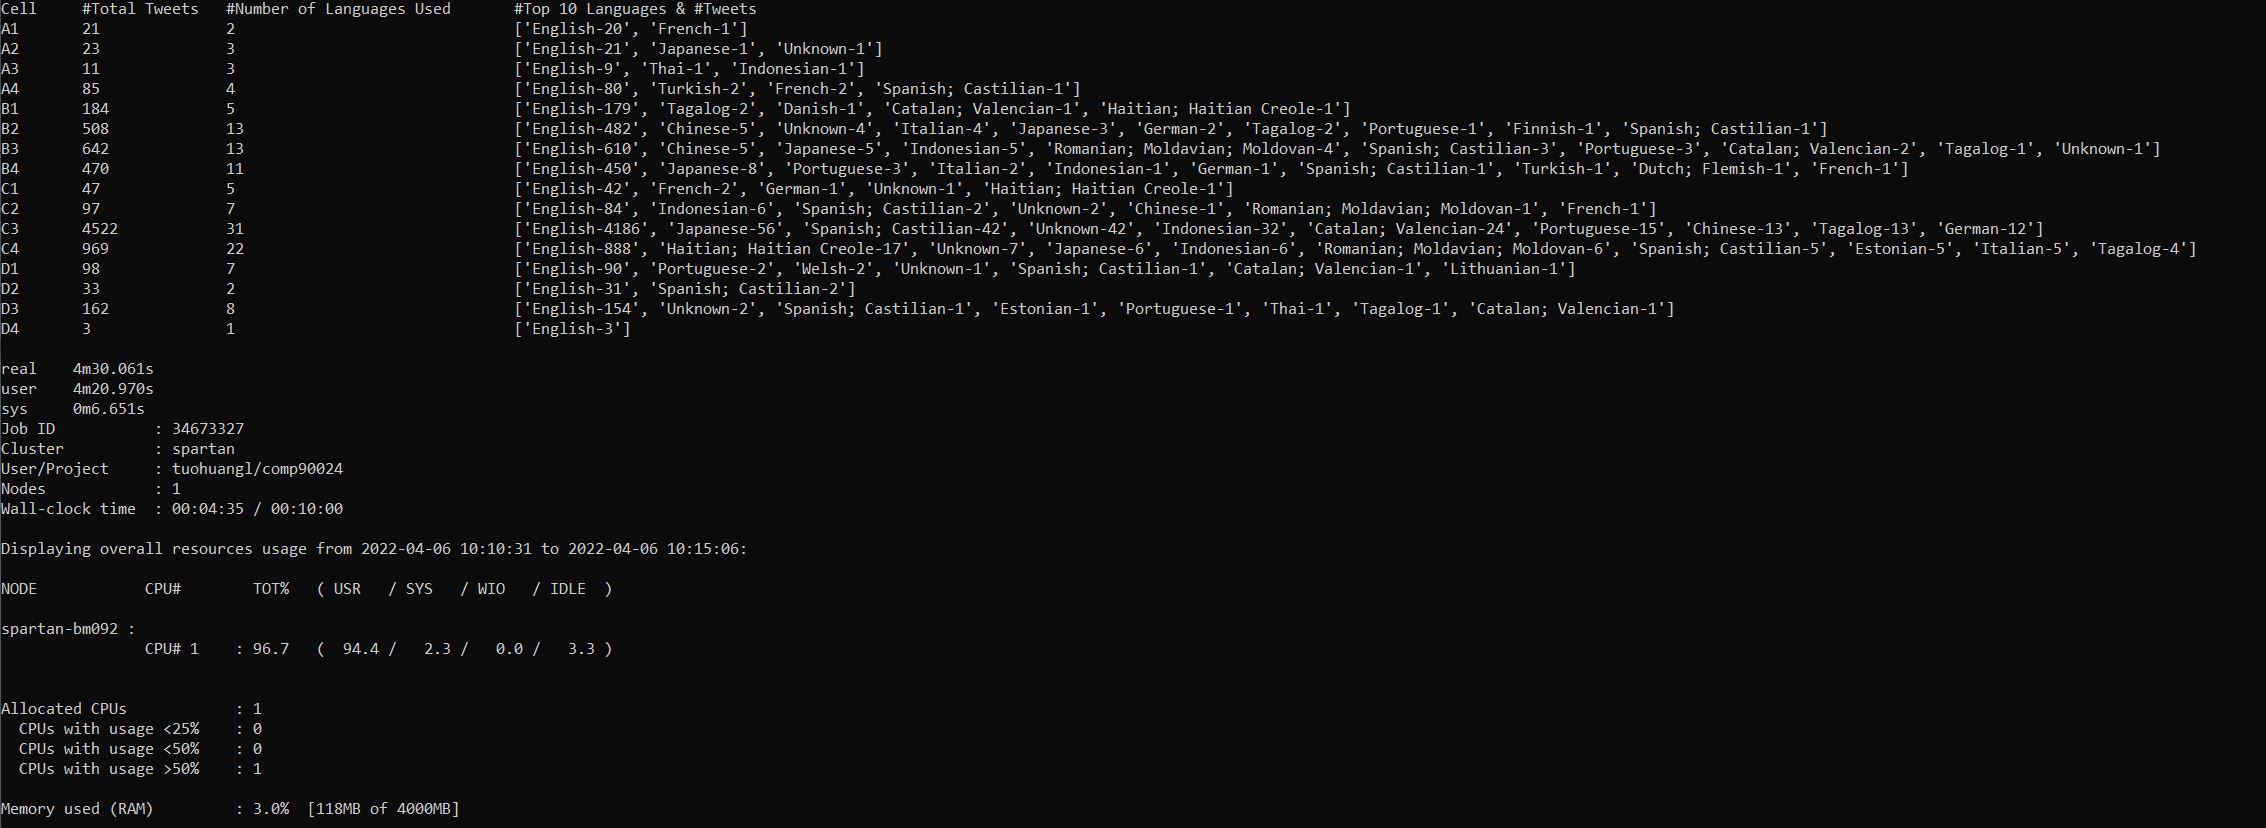 Cell #Total Tweets #Number of Languages Used #Top 10 Languages & #Tweets
A1 21 2 ['English-20', 'French-1']
A2 23 3 ['English-21', 'Japanese-1', 'Unknown-1']
A3 11 3 ['English-9', 'Thai-1', 'Indonesian-1']
A4 85 4 ['English-80', 'Turkish-2', 'French-2', 'Spanish; Castilian-1']
B1 184 5 ['English-179', 'Tagalog-2', 'Danish-1', 'Catalan; Valencian-1', 'Haitian; Haitian Creole-1']
B2 508 13 ['English-482', 'Chinese-5', 'Unknown-4', 'Italian-4', 'Japanese-3', 'German-2', 'Tagalog-2', 'Portuguese-1', 'Finnish-1', 'Spanish; Castilian-1']
B3 642 13 ['English-610', 'Chinese-5', 'Japanese-5', 'Indonesian-5', 'Romanian; Moldavian; Moldovan-4', 'Spanish; Castilian-3', 'Portuguese-3', 'Catalan; Valencian-2', 'Tagalog-1', 'Unknown-1']
B4 470 11 ['English-450', 'Japanese-8', 'Portuguese-3', 'Italian-2', 'Indonesian-1', 'German-1', 'Spanish; Castilian-1', 'Turkish-1', 'Dutch; Flemish-1', 'French-1']
C1 47 5 ['English-42', 'French-2', 'German-1', 'Unknown-1', 'Haitian; Haitian Creole-1']
C2 97 7 ['English-84', 'Indonesian-6', 'Spanish; Castilian-2', 'Unknown-2', 'Chinese-1', 'Romanian; Moldavian; Moldovan-1', 'French-1']
C3 4522 31 ['English-4186', 'Japanese-56', 'Spanish; Castilian-42', 'Unknown-42', 'Indonesian-32', 'Catalan; Valencian-24', 'Portuguese-15', 'Chinese-13', 'Tagalog-13', 'German-12']
C4 969 22 ['English-888', 'Haitian; Haitian Creole-17', 'Unknown-7', 'Japanese-6', 'Indonesian-6', 'Romanian; Moldavian; Moldovan-6', 'Spanish; Castilian-5', 'Estonian-5', 'Italian-5', 'Tagalog-4']
D1 98 7 ['English-90', 'Portuguese-2', 'Welsh-2', 'Unknown-1', 'Spanish; Castilian-1', 'Catalan; Valencian-1', 'Lithuanian-1']
D2 33 2 ['English-31', 'Spanish; Castilian-2']
D3 162 8 ['English-154', 'Unknown-2', 'Spanish; Castilian-1', 'Estonian-1', 'Portuguese-1', 'Thai-1', 'Tagalog-1', 'Catalan; Valencian-1']
D4 3 1 ['English-3']
real 4m30.061s
user 4m20.970s
sys 0m6.651s
Job ID : 34673327
Cluster : spartan
User/Project : tuohuangl/comp90024
Nodes : 1
Wall-clock time : 00:04:35 / 00:10:00
Displaying overall resources usage from 2022-04-06 10:10:31 to 2022-04-06 10:15:06:
NODE CPU# TOT% ( USR / SYS / WIO / IDLE )
spartan-bm092 :
CPU# 1 : 96.7 ( 94.4 / 2.3 / 0.0 / 3.3 )
Allocated CPUs : 1
CPUs with usage <25% : 0
CPUs with usage <50% : 0
CPUs with usage >50% : 1
Memory used (RAM) : 3.0% [118MB of 4000MB]